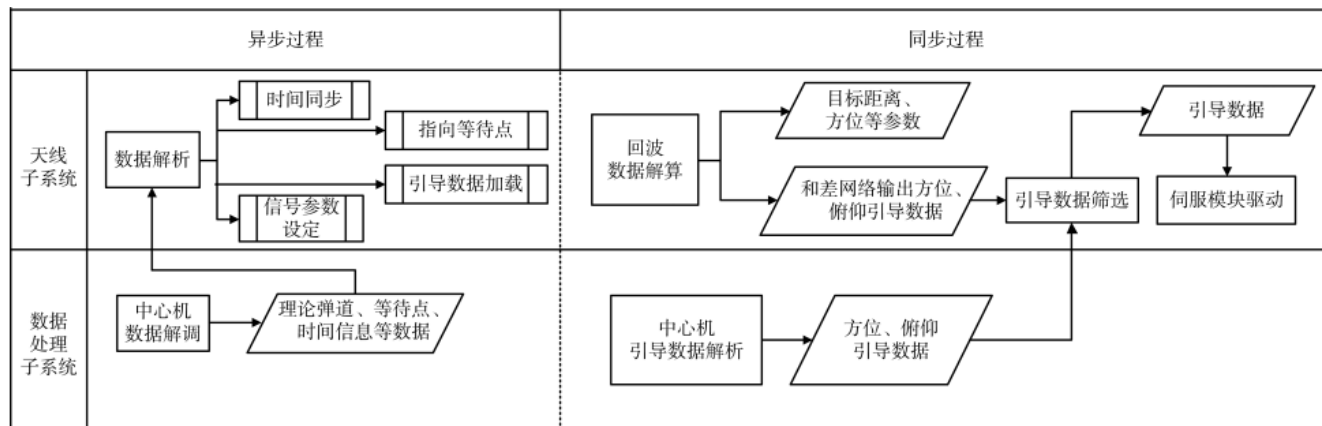 异步过程
同步过程
天线
子系统
数据解析
时间同步
指向等待点
引导数据加载
信号参数
设定
回波
数据解算
目标距离、
方位等参数
和差网络输出方位、
俯仰引导数据
引导数据筛选
引导数据
伺服模块驱动
数据
处理
子系统
中心机
数据解调
理论弹道、等待点、
时间信息等数据
中心机
引导数据解析
方位、俯仰
引导数据